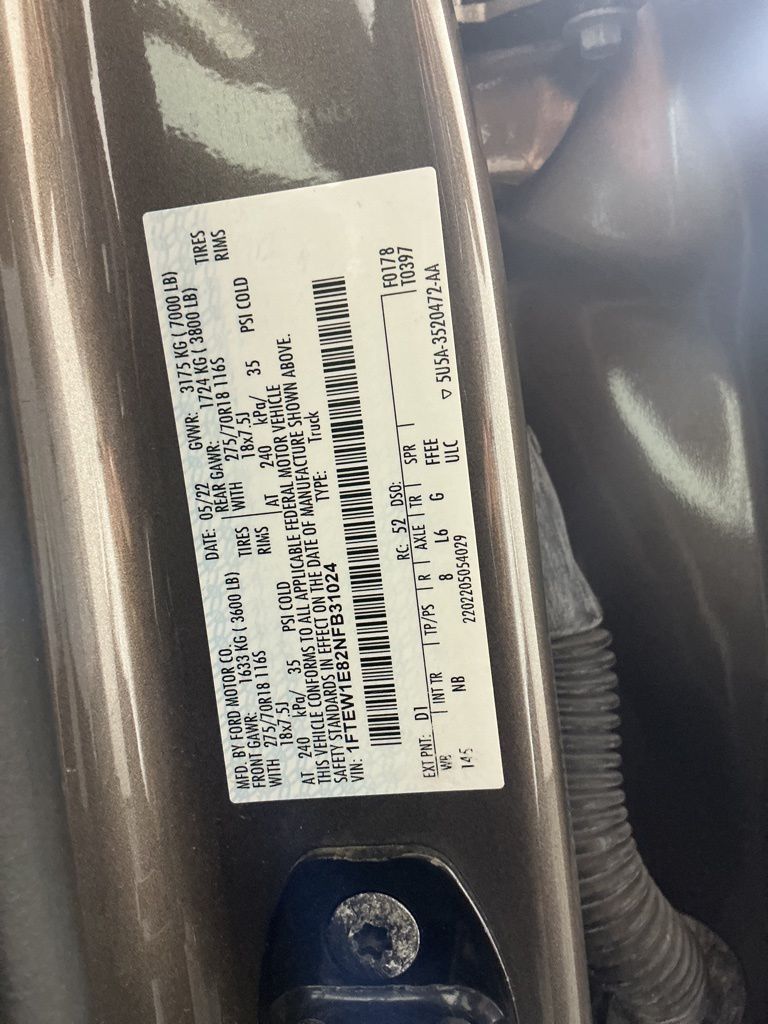 MFD. BY FORD MOTOR CO. DATE: 05/22 GVWR: 3175 KG ( 7000 LB)
FRONT GAWR: 1633 KG ( 3600 LB) REAR GAWR: 1724 KG ( 3800 LB)
WITH 275/70R18 116S TIRES WITH 275/70R18 116S TIRES
18x7.5J RIMS 18x7.5J RIMS
AT 240 kPa/ 35 PSI COLD AT 240 kPa/ 35 PSI COLD
THIS VEHICLE CONFORMS TO ALL APPLICABLE FEDERAL MOTOR VEHICLE
SAFETY STANDARDS IN EFFECT ON THE DATE OF MANUFACTURE SHOWN ABOVE.
VIN: 1FTEW1E82NFB31024 TYPE: Truck
EXT PNT: D1 RC: 52 DSO: F0178
WB INT TR TP/PS R AXLE TR SPR T0397
145 NB 8 L6 G FFEE
2202205054029 ULC ▽ 5U5A-3520472-AA